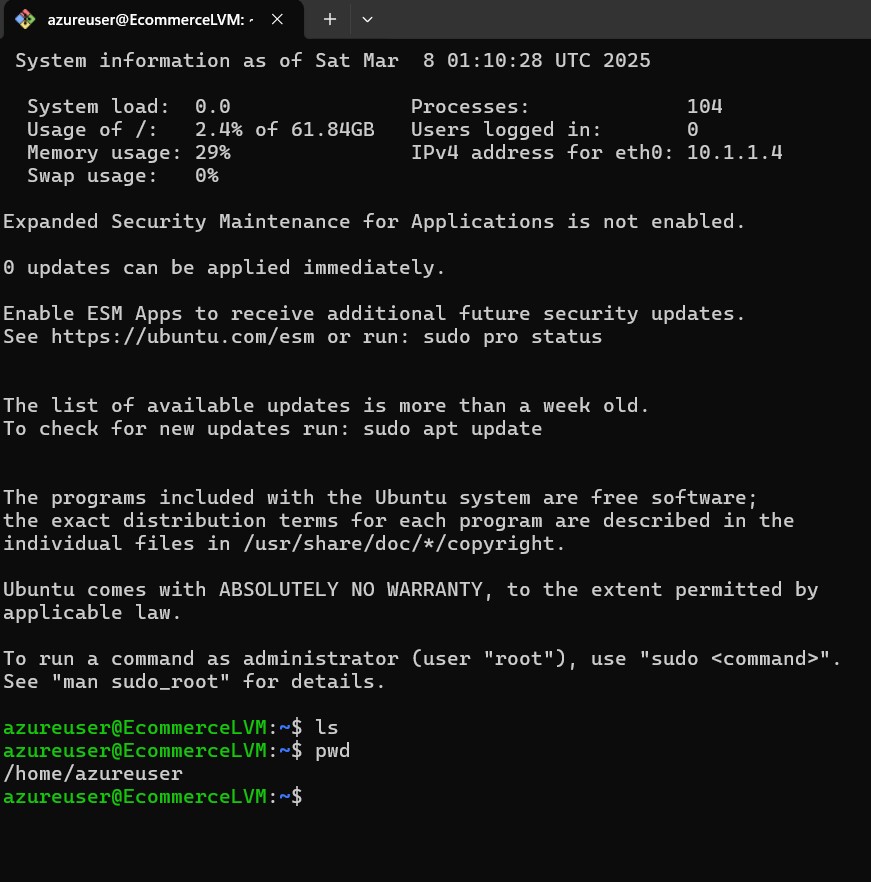 azureuser@EcommerceLVM: ~
System information as of Sat Mar  8 01:10:28 UTC 2025
System load:  0.0               Processes:             104
Usage of /:   2.4% of 61.84GB   Users logged in:       0
Memory usage: 29%               IPv4 address for eth0: 10.1.1.4
Swap usage:   0%
Expanded Security Maintenance for Applications is not enabled.
0 updates can be applied immediately.
Enable ESM Apps to receive additional future security updates.
See https://ubuntu.com/esm or run: sudo pro status
The list of available updates is more than a week old.
To check for new updates run: sudo apt update
The programs included with the Ubuntu system are free software;
the exact distribution terms for each program are described in the
individual files in /usr/share/doc/*/copyright.
Ubuntu comes with ABSOLUTELY NO WARRANTY, to the extent permitted by
applicable law.
To run a command as administrator (user "root"), use "sudo <command>".
See "man sudo_root" for details.
azureuser@EcommerceLVM:~$ ls
azureuser@EcommerceLVM:~$ pwd
/home/azureuser
azureuser@EcommerceLVM:~$